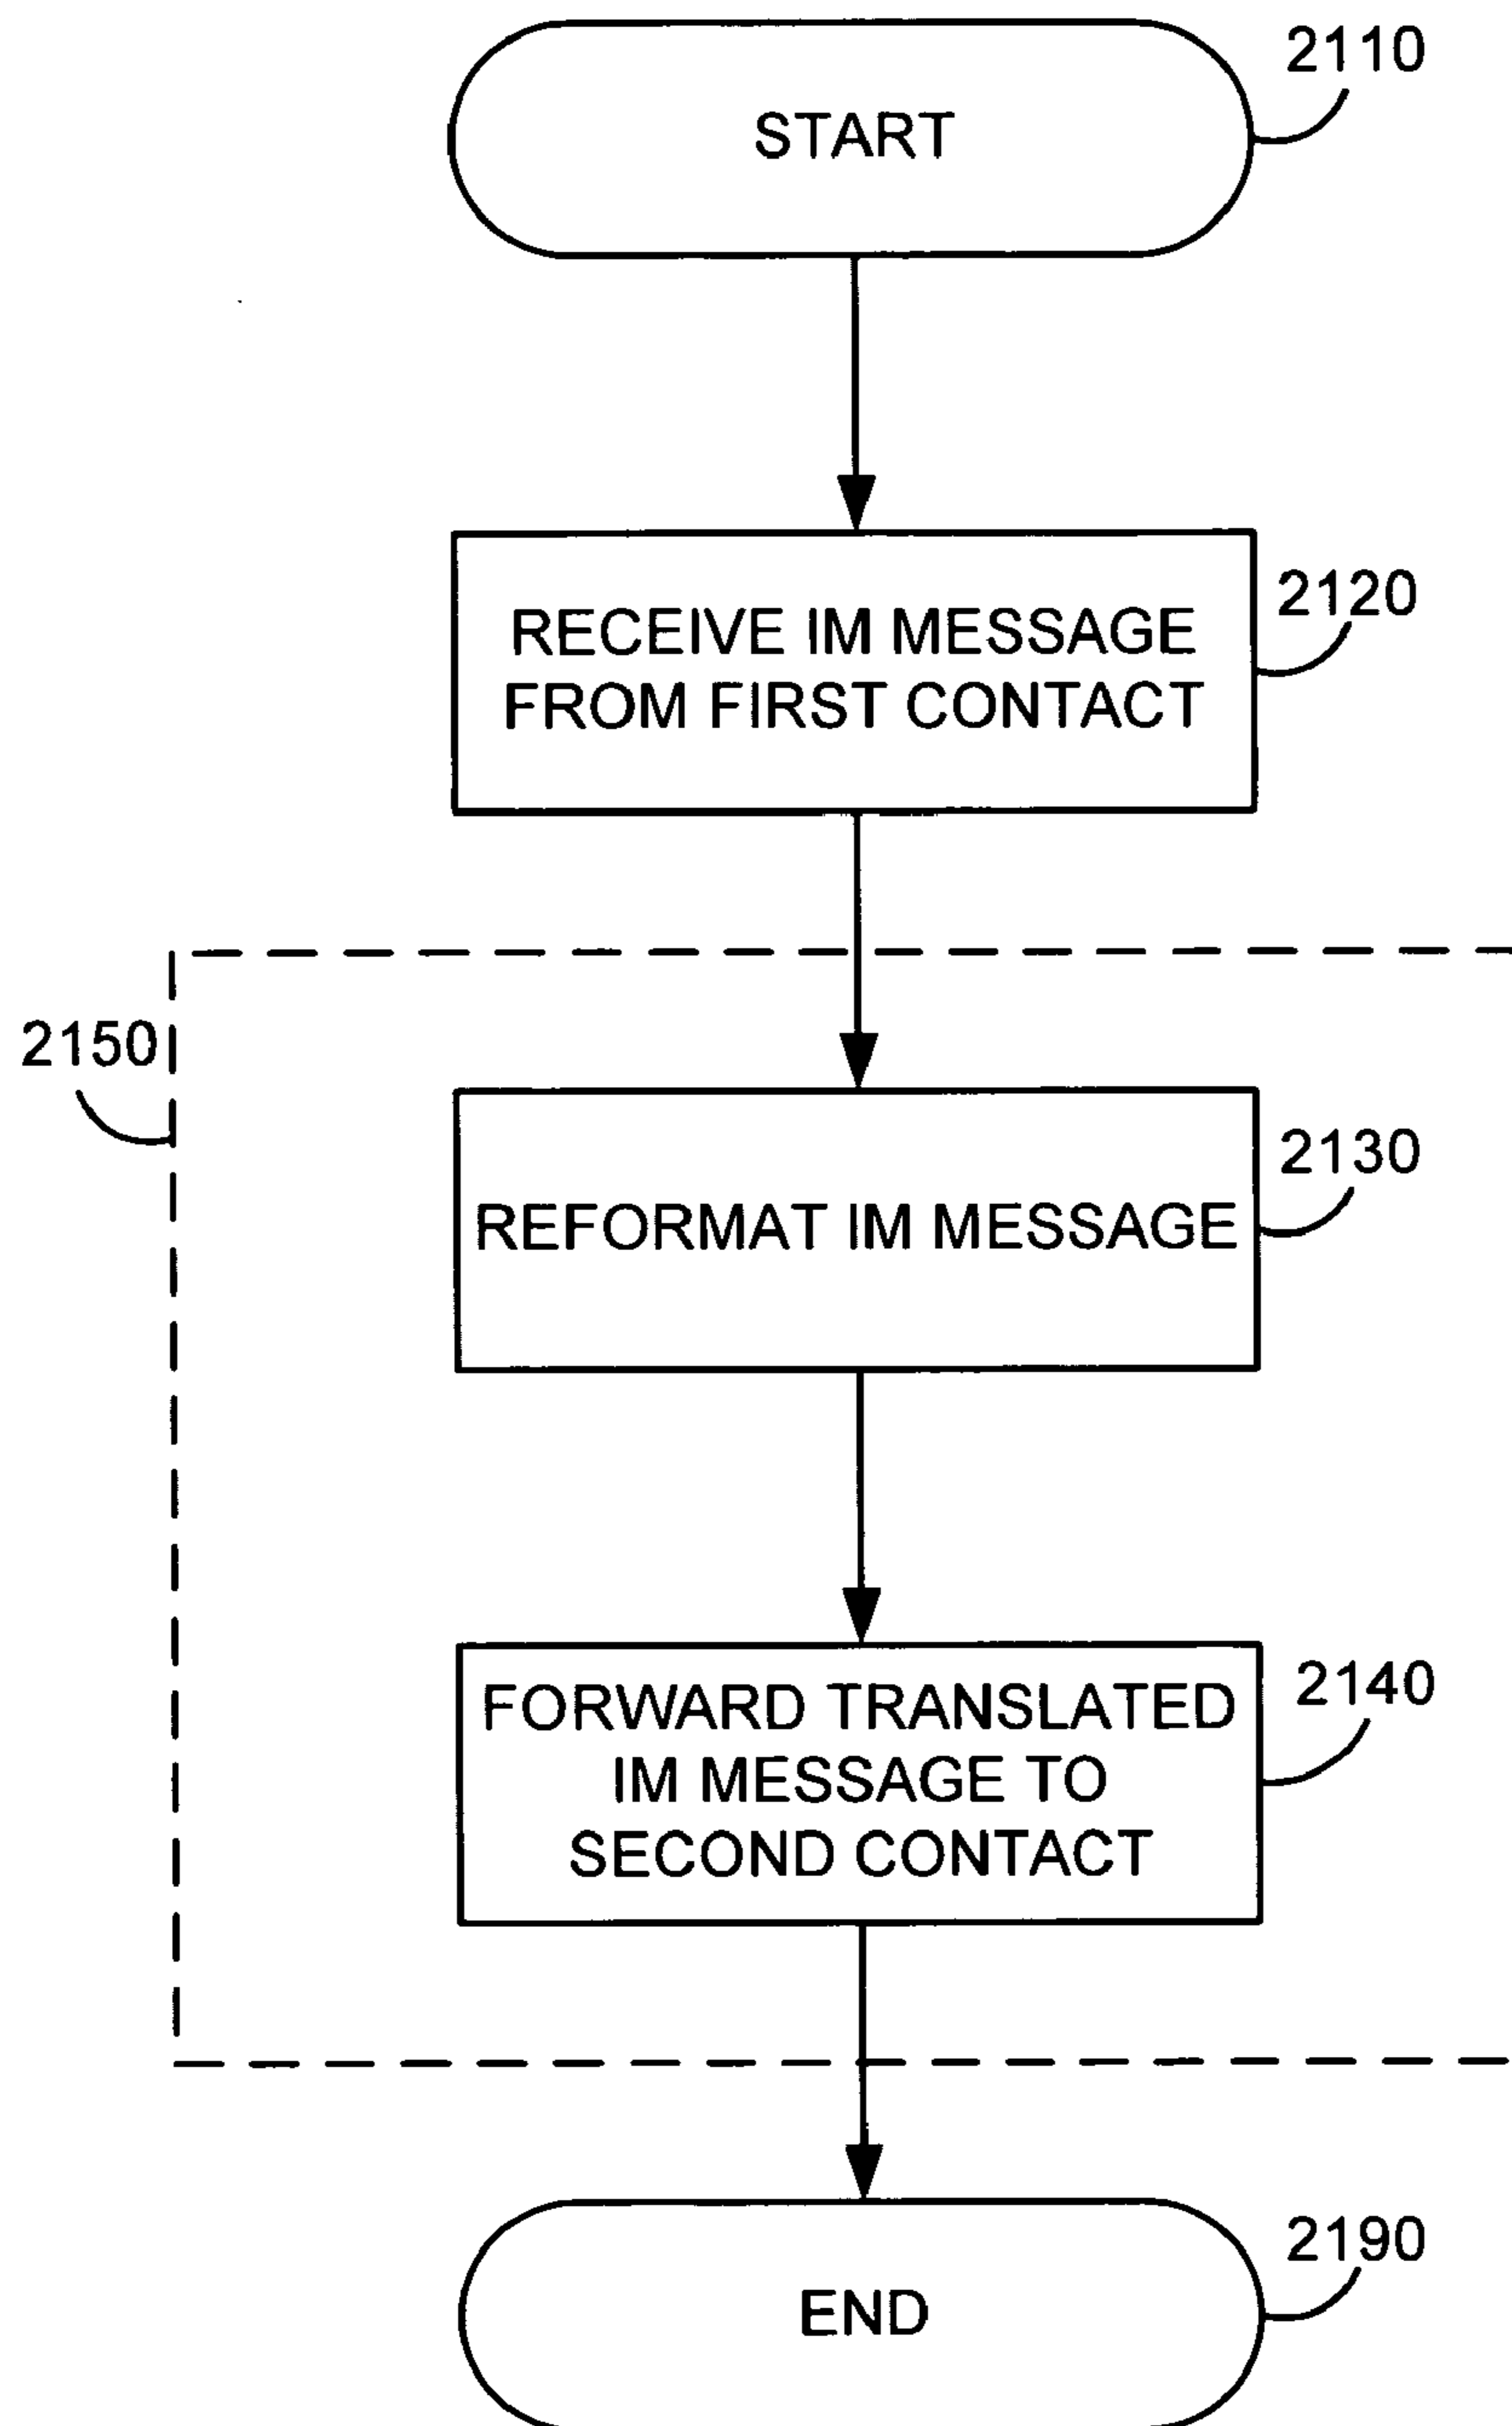 2110
START
2120
RECEIVE IM MESSAGE
FROM FIRST CONTACT
2150
2130
REFORMAT IM MESSAGE
2140
FORWARD TRANSLATED
IM MESSAGE TO
SECOND CONTACT
2190
END